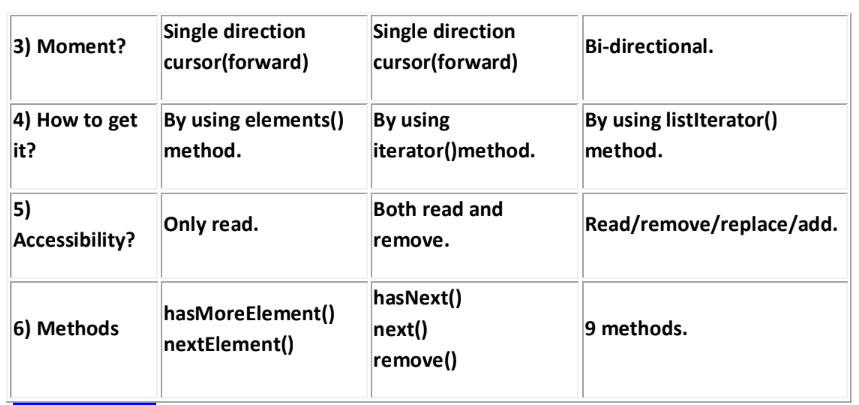 3) Moment?
Single direction
cursor(forward)
Single direction
cursor(forward)
Bi-directional.
4) How to get
it?
By using elements()
method.
By using
iterator()method.
By using listIterator()
method.
5)
Accessibility?
Only read.
Both read and
remove.
Read/remove/replace/add.
6) Methods
hasMoreElement()
nextElement()
hasNext()
next()
remove()
9 methods.